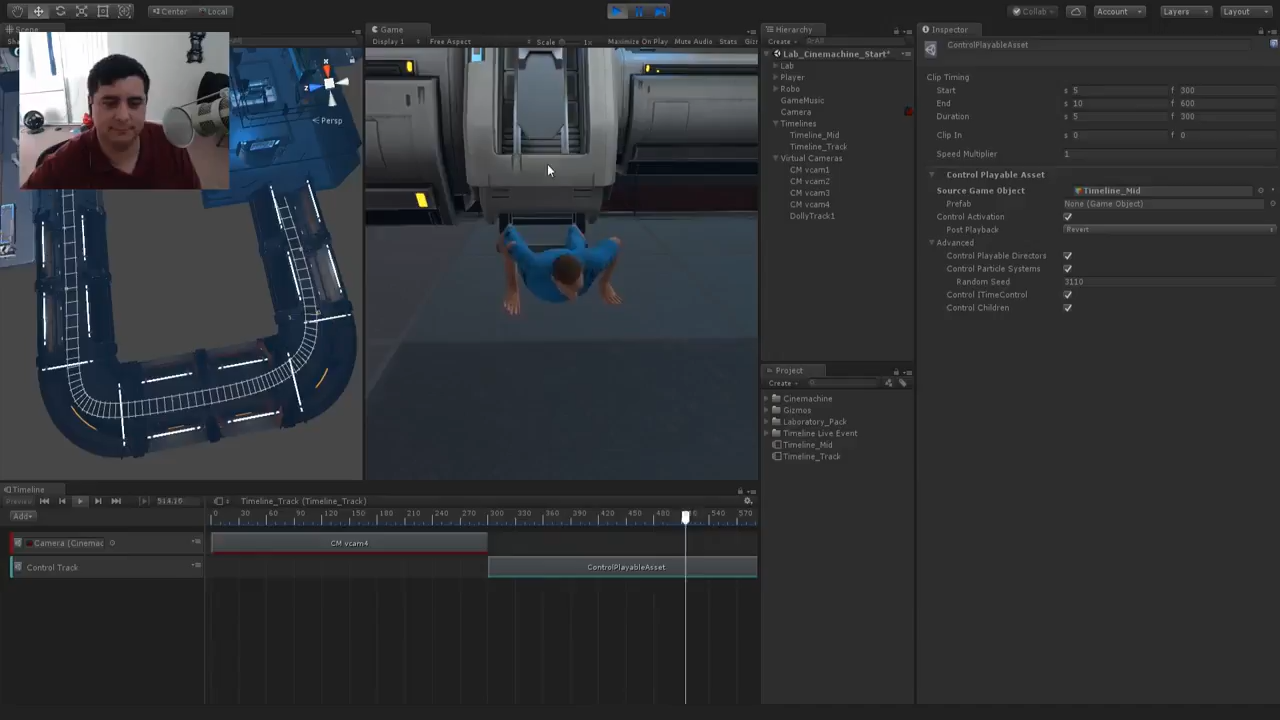 Center Local
Collab Account Layers Layout
Game
Display 1 Free Aspect Scale 1x Maximize On Play Mute Audio Stats
Persp
Hierarchy
Create
Lab_Cinemachine_Start*
Lab
Player
Robo
GameMusic
Camera
Timelines
Timeline_Mid
Timeline_Track
Virtual Cameras
CM vcam1
CM vcam2
CM vcam3
CM vcam4
DollyTrack1
Project
Create
Cinemachine
Gizmos
Laboratory_Pack
Timeline Live Event
Timeline_Mid
Timeline_Track
Inspector
ControlPlayableAsset
Clip Timing
Start s 5 f 300
End s 10 f 600
Duration s 5 f 300
Clip In s 0 f 0
Speed Multiplier 1
Control Playable Asset
Source Game Object Timeline_Mid
Prefab None (Game Object)
Control Activation
Post Playback Revert
Advanced
Control Playable Directors
Control Particle Systems
Random Seed 3110
Control ITimeControl
Control Children
Timeline
Preview Timeline_Track (Timeline_Track)
Add 0 30 60 90 120 150 180 210 240 270 300 330 360 390 420 450 480 540 570
Camera (Cinemac CM vcam4
Control Track ControlPlayableAsset